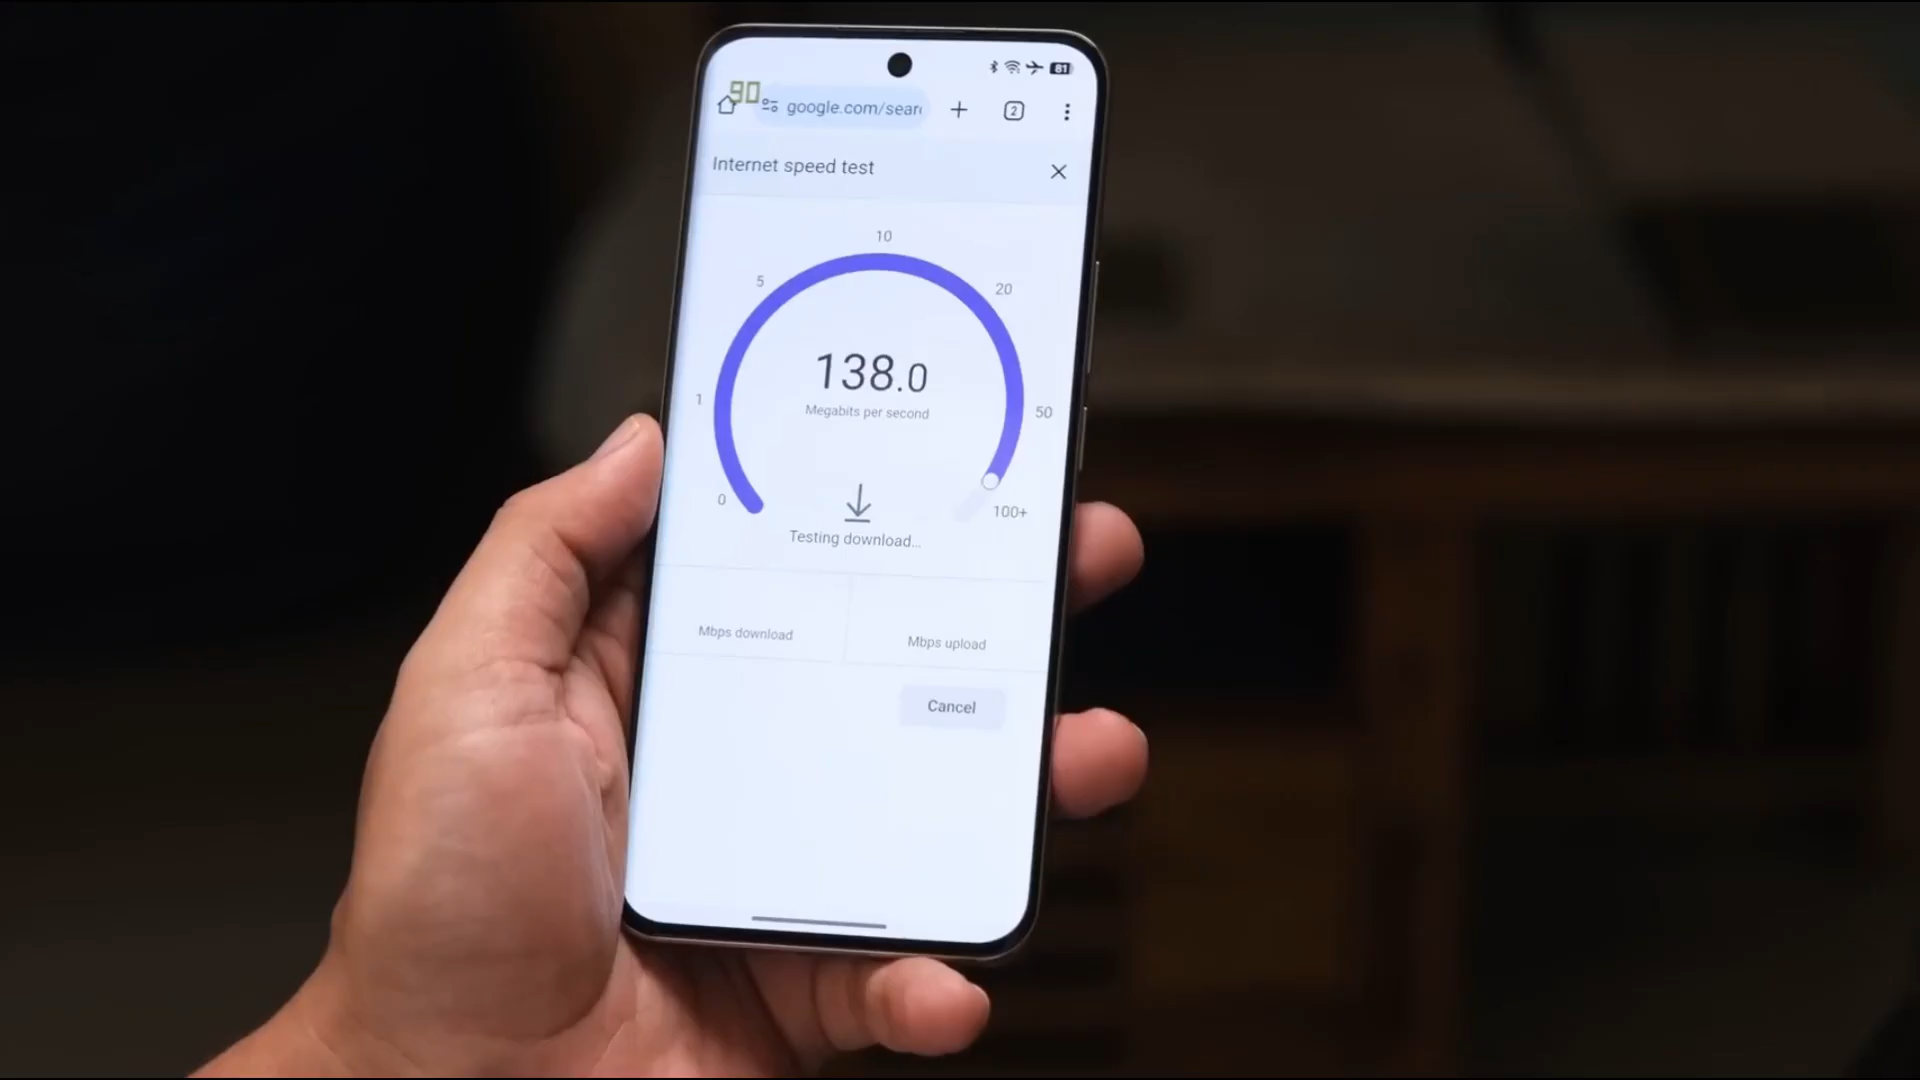 61
90
google.com/sear
2
Internet speed test
10
5
20
138.0
Megabits per second
1
50
0
100+
Testing download...
Mbps download
Mbps upload
Cancel